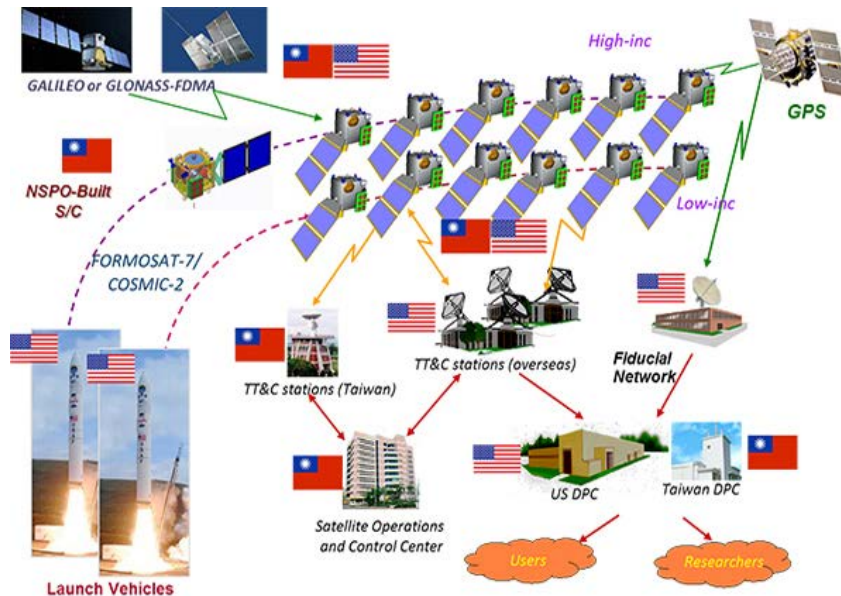 High-inc
GALILEO or GLONASS-FDMA
GPS
NSPO-Built
S/C
Low-inc
FORMOSAT-7/
COSMIC-2
TT&C stations (Taiwan)
TT&C stations (overseas)
Fiducial
Network
US DPC
Taiwan DPC
Satellite Operations
and Control Center
Users
Researchers
Launch Vehicles